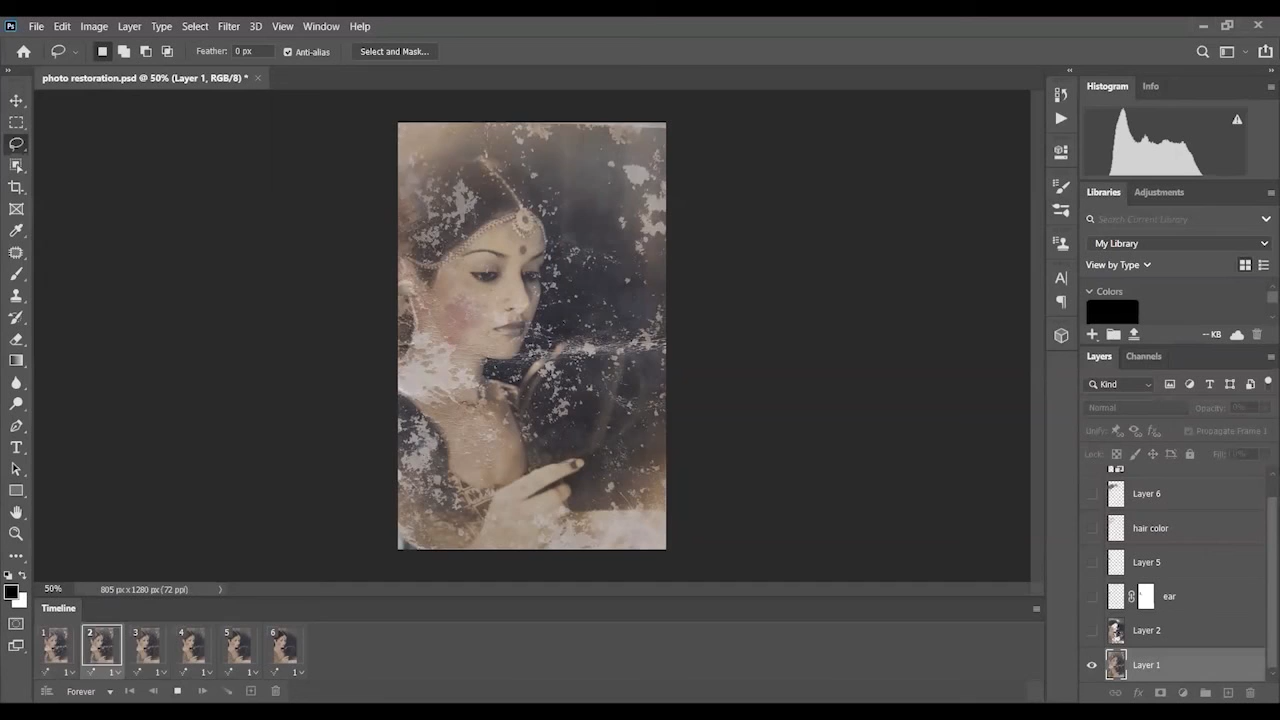 Ps File Edit Image Layer Type Select Filter 3D View Window Help
Feather: 0 px Anti-alias Select and Mask...
photo restoration.psd @ 50% (Layer 1, RGB/8) *
Histogram Info
Libraries Adjustments
Search Current Library
My Library
View by Type
Colors
-- KB
Layers Channels
Kind
Normal Opacity: 0%
Unify: Propagate Frame 1
Lock: Fill:
Layer 6
hair color
Layer 5
ear
Layer 2
Layer 1
50% 805 px x 1280 px (72 ppi)
Timeline
1 2 3 4 5 6
1 1 1 1 1 1
Forever